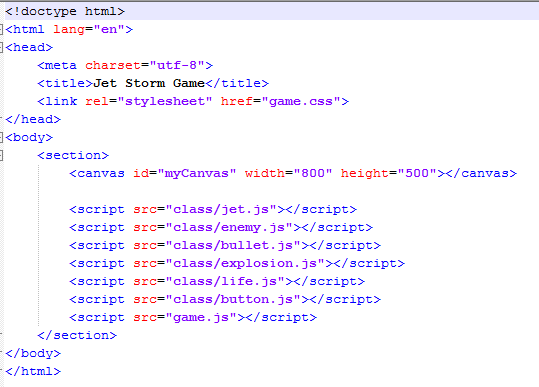 <!doctype html>
<html lang="en">
<head>
<meta charset="utf-8">
<title>Jet Storm Game</title>
<link rel="stylesheet" href="game.css">
</head>
<body>
<section>
<canvas id="myCanvas" width="800" height="500"></canvas>
<script src="class/jet.js"></script>
<script src="class/enemy.js"></script>
<script src="class/bullet.js"></script>
<script src="class/explosion.js"></script>
<script src="class/life.js"></script>
<script src="class/button.js"></script>
<script src="game.js"></script>
</section>
</body>
</html>